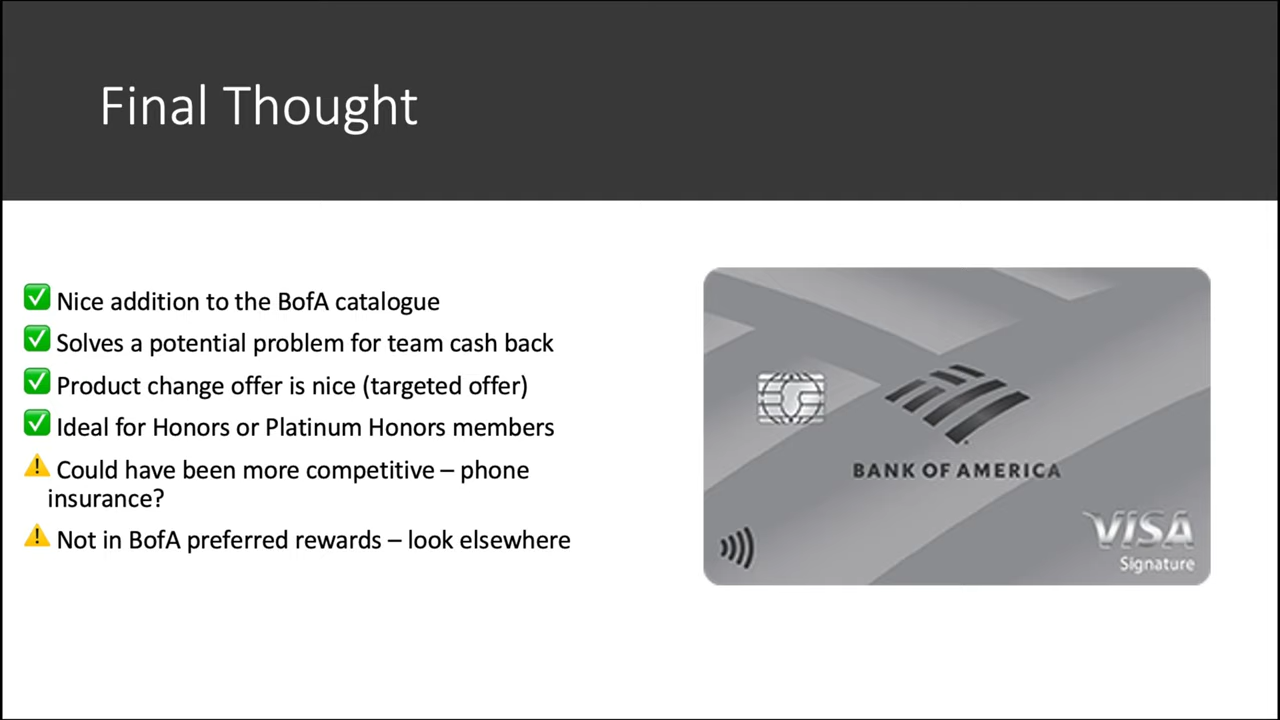 Final Thought
✅ Nice addition to the BofA catalogue
✅ Solves a potential problem for team cash back
✅ Product change offer is nice (targeted offer)
✅ Ideal for Honors or Platinum Honors members
⚠️ Could have been more competitive – phone
insurance?
⚠️ Not in BofA preferred rewards – look elsewhere
BANK OF AMERICA
VISA
Signature